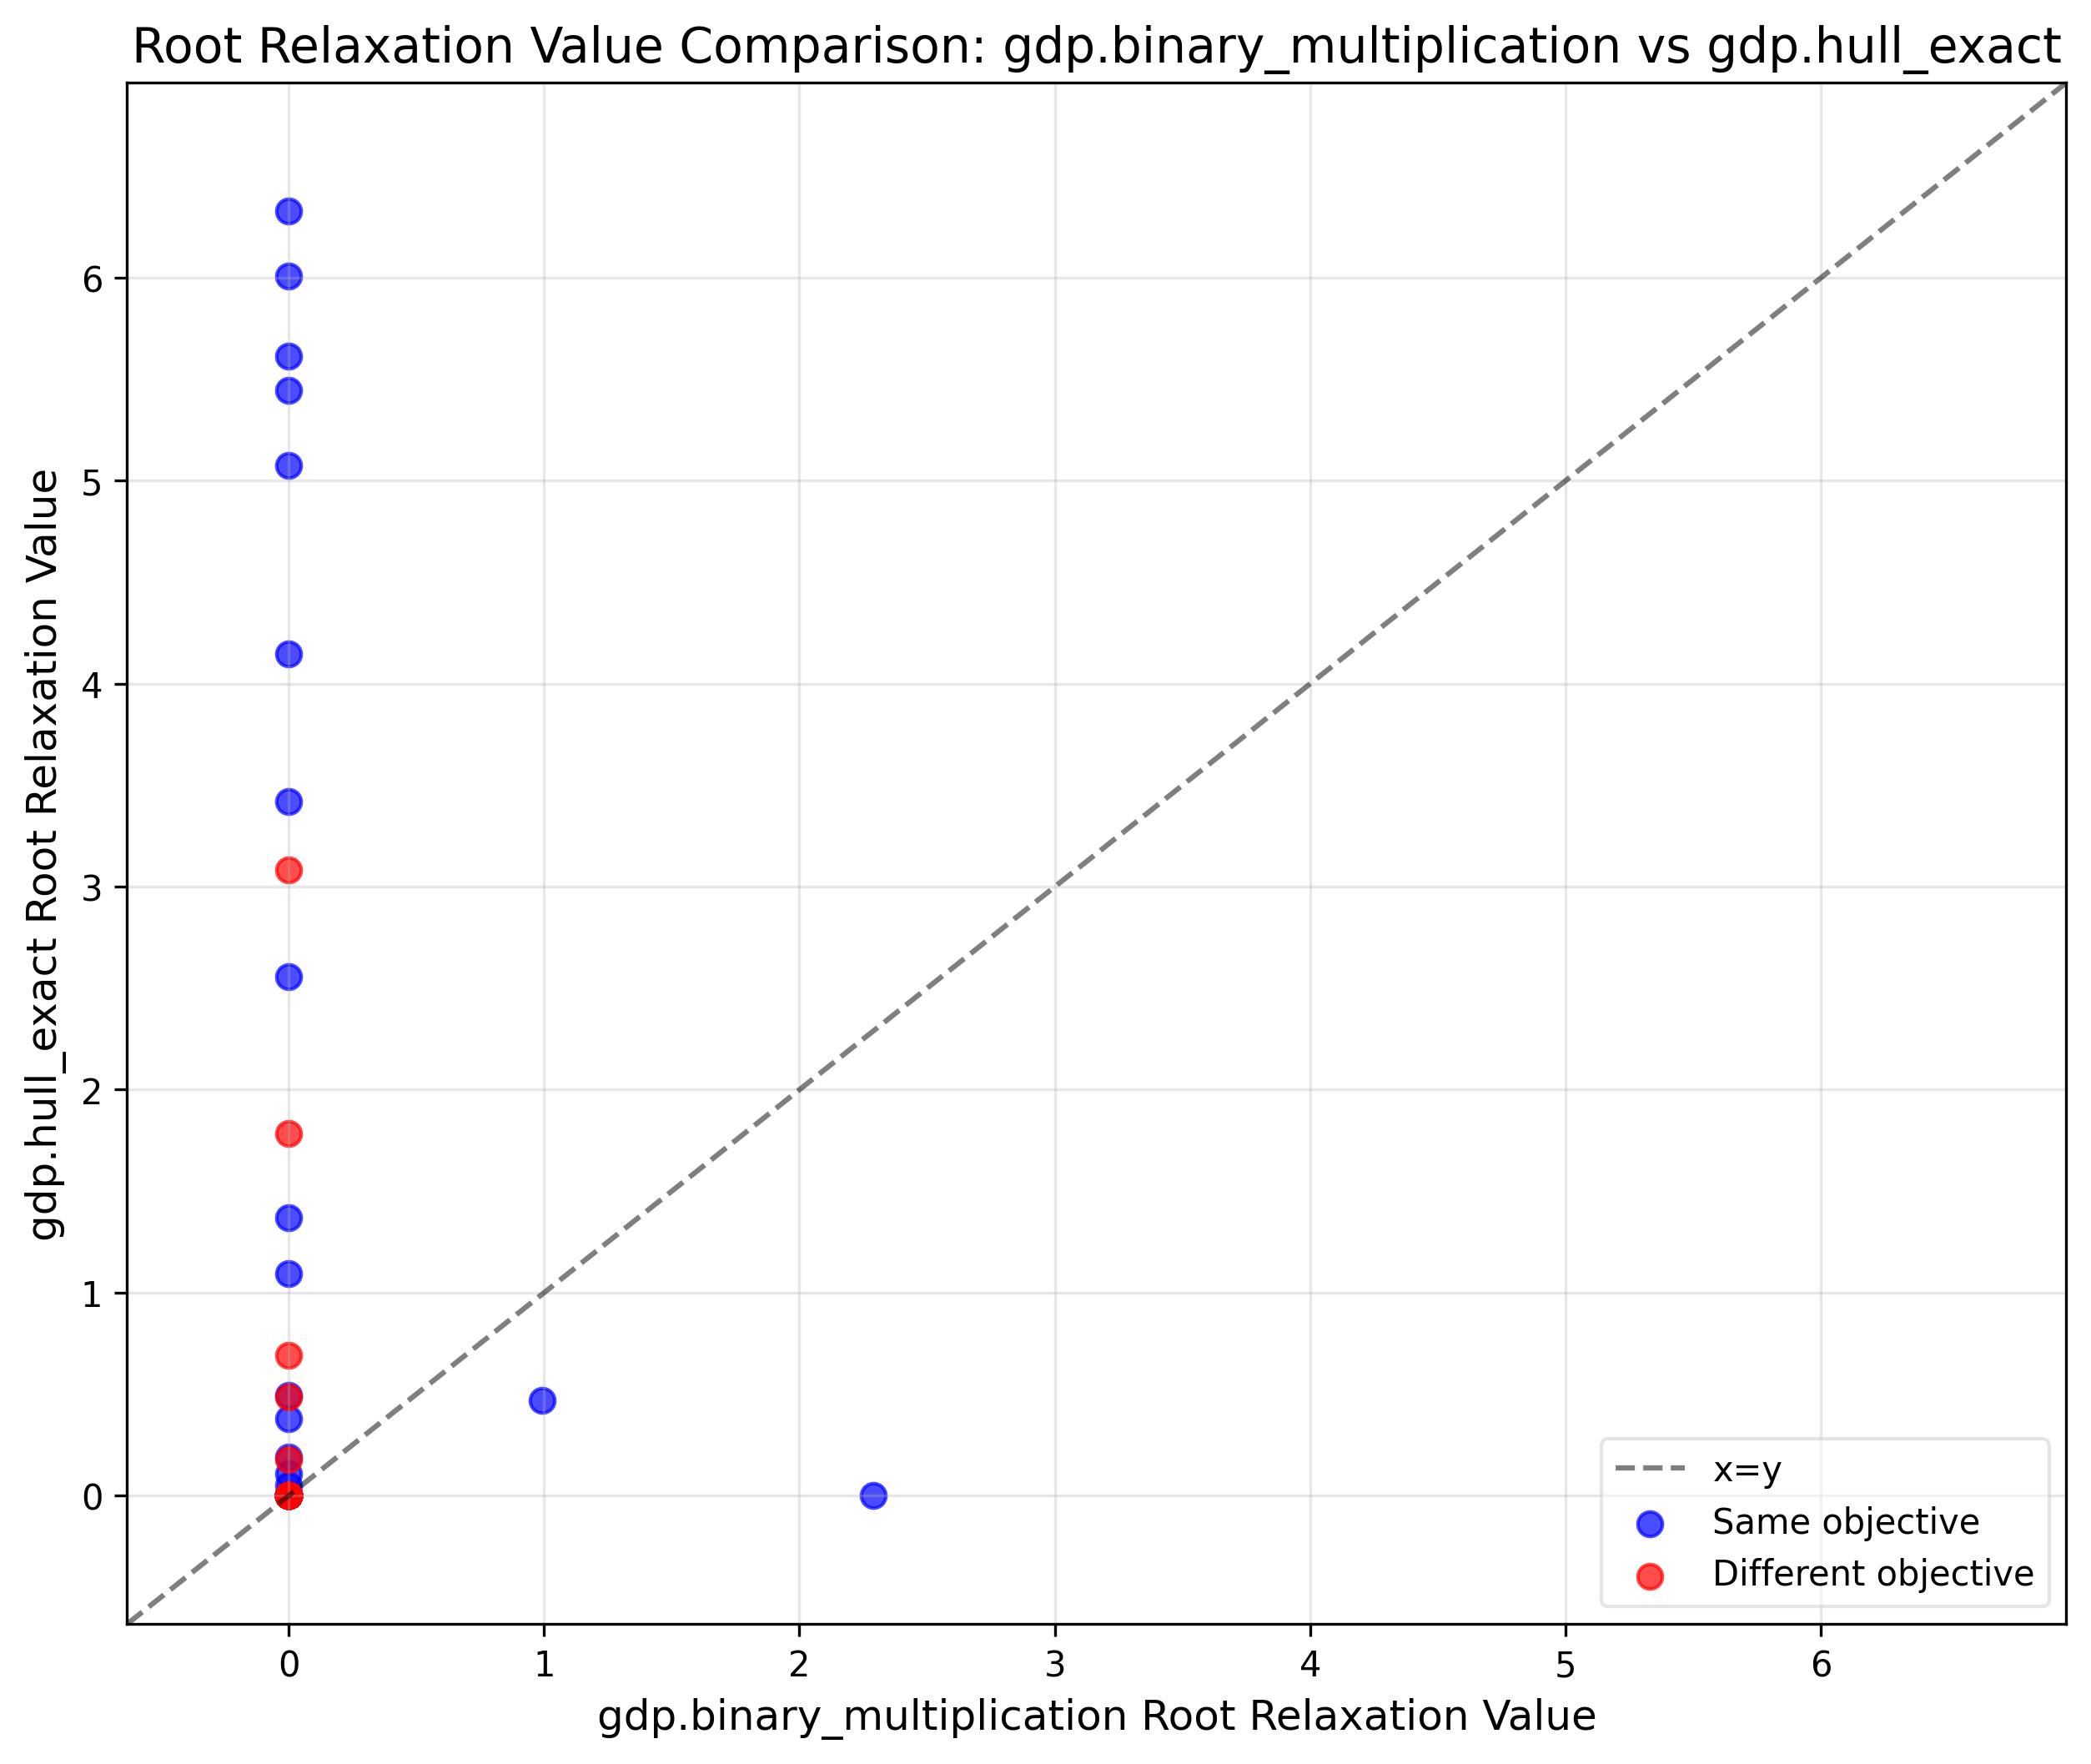 Root Relaxation Value Comparison: gdp.binary_multiplication vs gdp.hull_exact
gdp.hull_exact Root Relaxation Value
6
5
4
3
2
1
0
0 1 2 3 4 5 6
gdp.binary_multiplication Root Relaxation Value
x=y
Same objective
Different objective